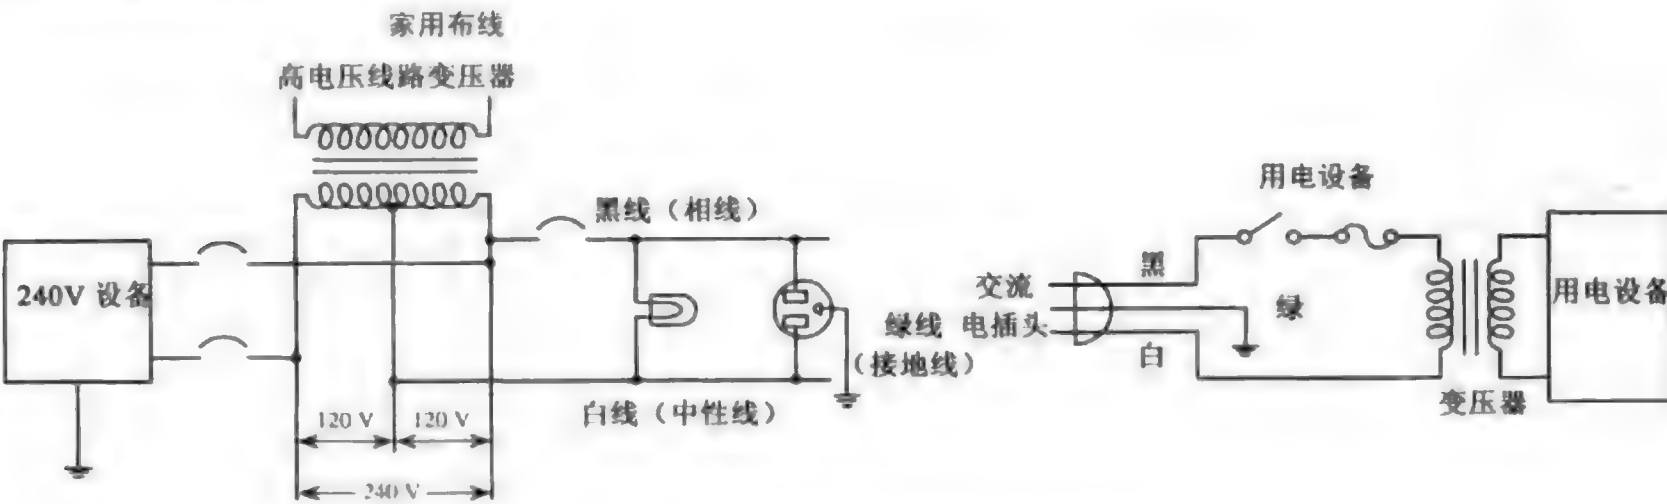 家用布线
高电压线路变压器
240V 设备
黑线（相线）
白线（中性线）
绿线
（接地线）
120 V
120 V
240 V
用电设备
交流
电插头
黑
绿
白
变压器
用电设备